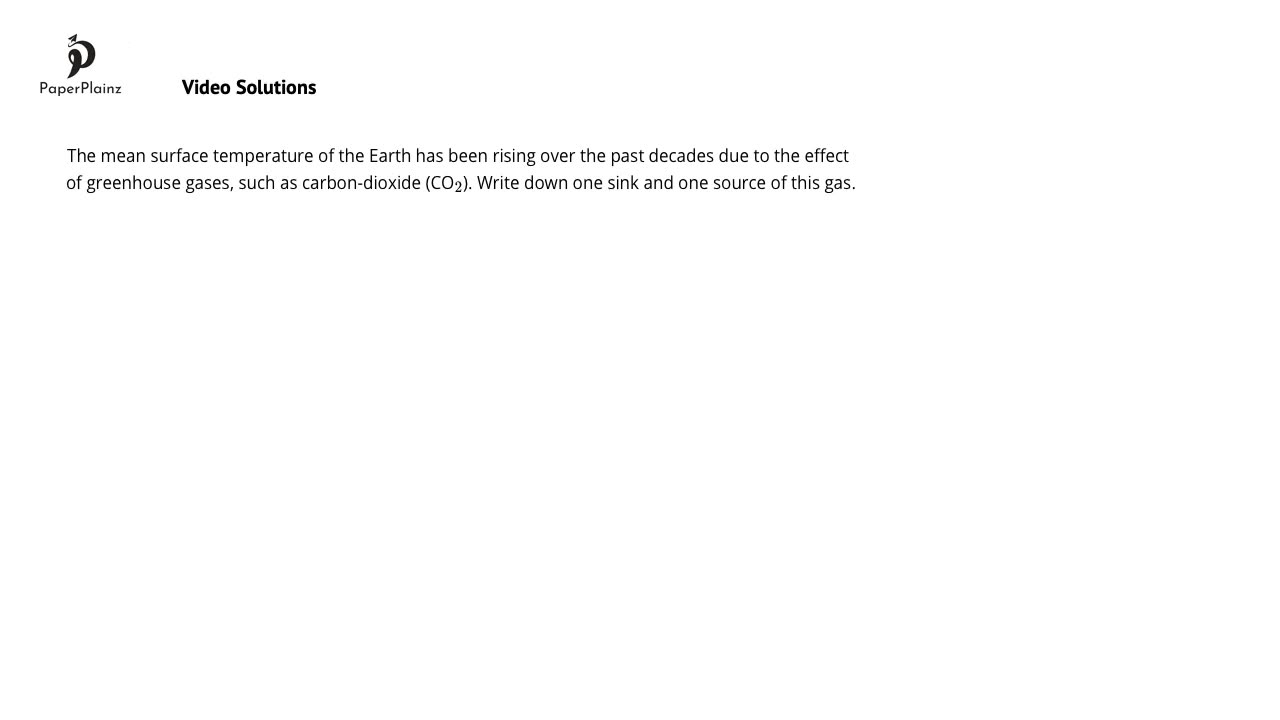 PaperPlainz
Video Solutions
The mean surface temperature of the Earth has been rising over the past decades due to the effect
of greenhouse gases, such as carbon-dioxide (CO₂). Write down one sink and one source of this gas.